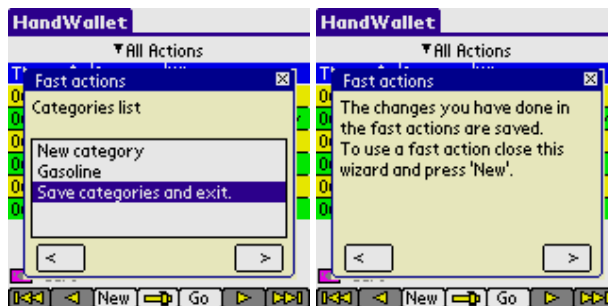 HandWallet
▼All Actions
Fast actions
Categories list
New category
Gasoline
Save categories and exit.
<
>
New
Go
HandWallet
▼All Actions
Fast actions
The changes you have done in
the fast actions are saved.
To use a fast action close this
wizard and press 'New'.
<
>
New
Go